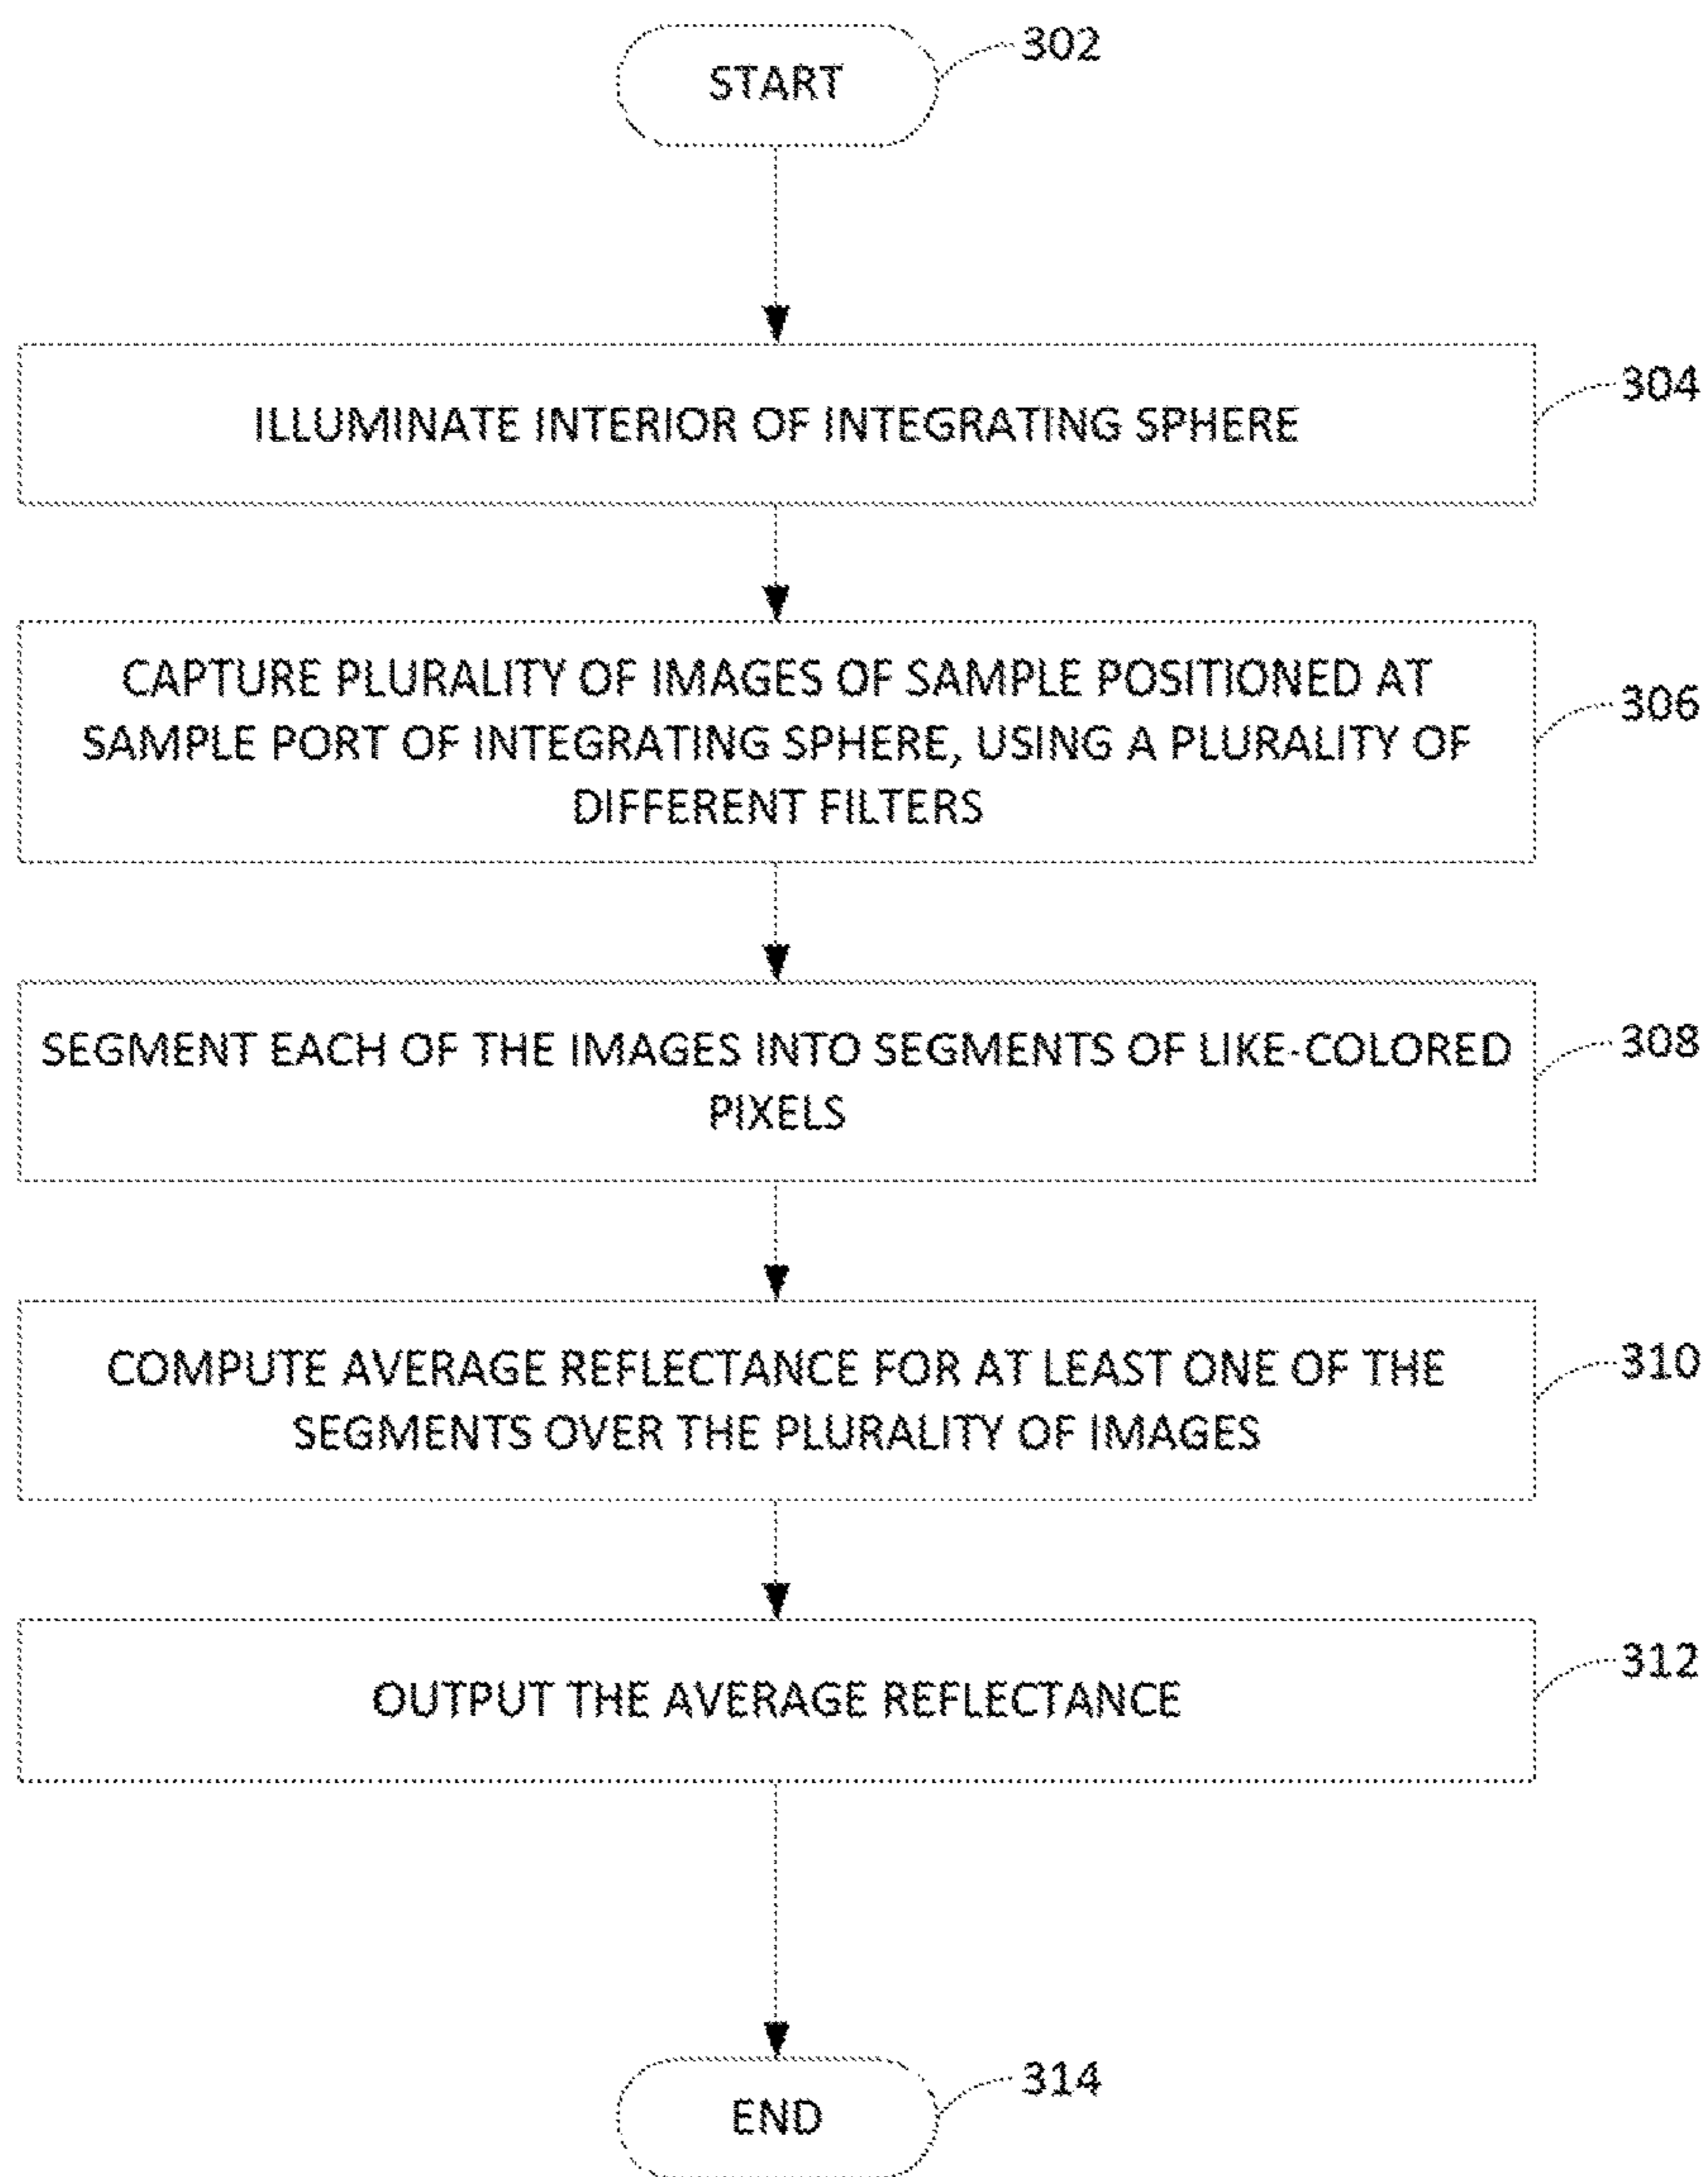 START
302
ILLUMINATE INTERIOR OF INTEGRATING SPHERE
304
CAPTURE PLURALITY OF IMAGES OF SAMPLE POSITIONED AT
SAMPLE PORT OF INTEGRATING SPHERE, USING A PLURALITY OF
DIFFERENT FILTERS
306
SEGMENT EACH OF THE IMAGES INTO SEGMENTS OF LIKE-COLORED
PIXELS
308
COMPUTE AVERAGE REFLECTANCE FOR AT LEAST ONE OF THE
SEGMENTS OVER THE PLURALITY OF IMAGES
310
OUTPUT THE AVERAGE REFLECTANCE
312
END
314